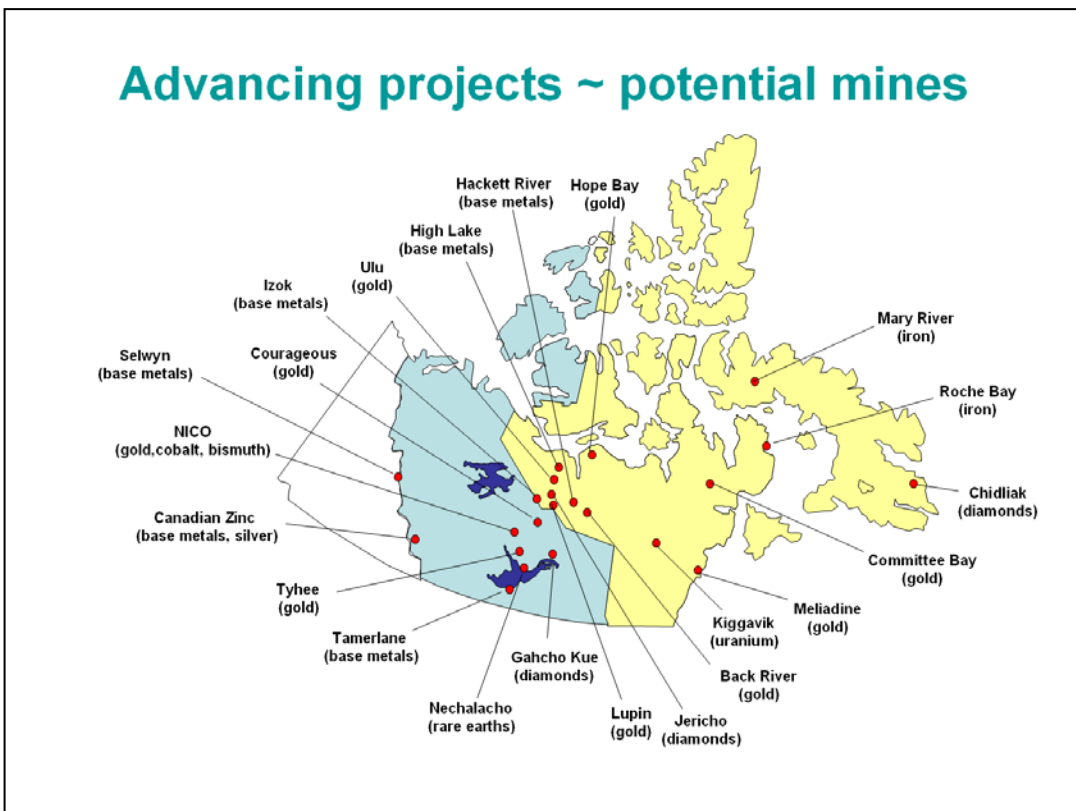 Advancing projects ~ potential mines
Hackett River
(base metals)
Hope Bay
(gold)
High Lake
(base metals)
Ulu
(gold)
Izok
(base metals)
Courageous
(gold)
Selwyn
(base metals)
NICO
(gold,cobalt, bismuth)
Canadian Zinc
(base metals, silver)
Tyhee
(gold)
Tamerlane
(base metals)
Nechalacho
(rare earths)
Gahcho Kue
(diamonds)
Lupin
(gold)
Jericho
(diamonds)
Back River
(gold)
Kiggavik
(uranium)
Meliadine
(gold)
Committee Bay
(gold)
Chidliak
(diamonds)
Roche Bay
(iron)
Mary River
(iron)